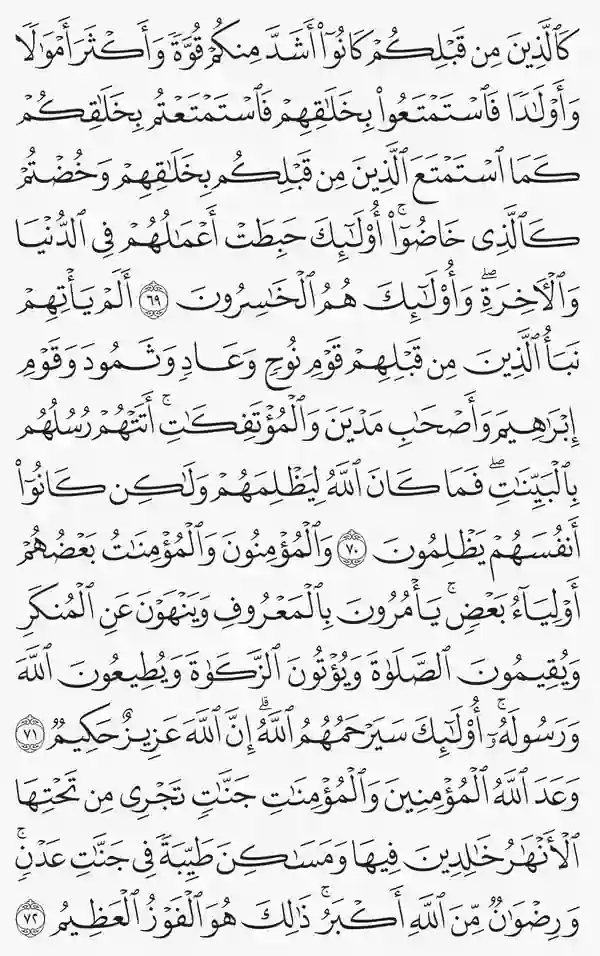 كَٱلَّذِينَ مِن قَبْلِكُمْ كَانُوٓا۟ أَشَدَّ مِنكُمْ قُوَّةً وَأَكْثَرَ أَمْوَٰلًا
وَأَوْلَٰدًا فَٱسْتَمْتَعُوا۟ بِخَلَٰقِهِمْ فَٱسْتَمْتَعْتُم بِخَلَٰقِكُمْ
كَمَا ٱسْتَمْتَعَ ٱلَّذِينَ مِن قَبْلِكُم بِخَلَٰقِهِمْ وَخُضْتُمْ
كَٱلَّذِى خَاضُوٓا۟ ۚ أُو۟لَٰٓئِكَ حَبِطَتْ أَعْمَٰلُهُمْ فِى ٱلدُّنْيَا
وَٱلْءَاخِرَةِ ۖ وَأُو۟لَٰٓئِكَ هُمُ ٱلْخَٰسِرُونَ ٦٩ أَلَمْ يَأْتِهِمْ
نَبَأُ ٱلَّذِينَ مِن قَبْلِهِمْ قَوْمِ نُوحٍ وَعَادٍ وَثَمُودَ وَقَوْمِ
إِبْرَٰهِيمَ وَأَصْحَٰبِ مَدْيَنَ وَٱلْمُؤْتَفِكَٰتِ ۚ أَتَتْهُمْ رُسُلُهُم
بِٱلْبَيِّنَٰتِ ۖ فَمَا كَانَ ٱللَّهُ لِيَظْلِمَهُمْ وَلَٰكِن كَانُوٓا۟
أَنفُسَهُمْ يَظْلِمُونَ ٧٠ وَٱلْمُؤْمِنُونَ وَٱلْمُؤْمِنَٰتُ بَعْضُهُمْ
أَوْلِيَآءُ بَعْضٍ ۚ يَأْمُرُونَ بِٱلْمَعْرُوفِ وَيَنْهَوْنَ عَنِ ٱلْمُنكَرِ
وَيُقِيمُونَ ٱلصَّلَوٰةَ وَيُؤْتُونَ ٱلزَّكَوٰةَ وَيُطِيعُونَ ٱللَّهَ
وَرَسُولَهُۥٓ ۚ أُو۟لَٰٓئِكَ سَيَرْحَمُهُمُ ٱللَّهُ ۗ إِنَّ ٱللَّهَ عَزِيزٌ حَكِيمٌ ٧١
وَعَدَ ٱللَّهُ ٱلْمُؤْمِنِينَ وَٱلْمُؤْمِنَٰتِ جَنَّٰتٍ تَجْرِى مِن تَحْتِهَا
ٱلْأَنْهَٰرُ خَٰلِدِينَ فِيهَا وَمَسَٰكِنَ طَيِّبَةً فِى جَنَّٰتِ عَدْنٍ ۚ
وَرِضْوَٰنٌ مِّنَ ٱللَّهِ أَكْبَرُ ۚ ذَٰلِكَ هُوَ ٱلْفَوْزُ ٱلْعَظِيمُ ٧٢